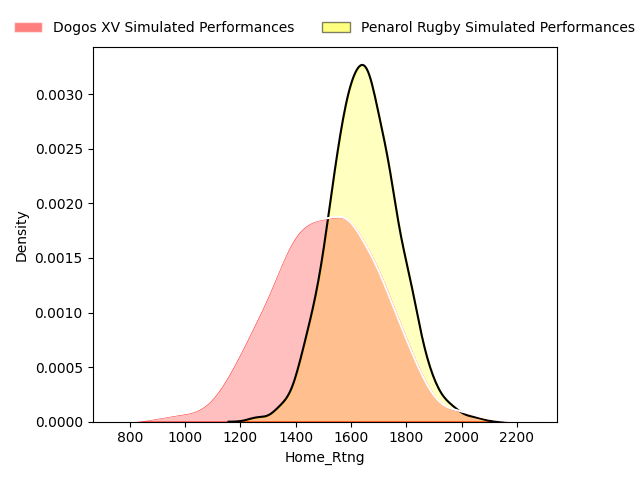 Dogos XV Simulated Performances Penarol Rugby Simulated Performances
0.0030
0.0025
0.0020
0.0015
0.0010
0.0005
0.0000
Density
800 1000 1200 1400 1600 1800 2000 2200
Home_Rtng